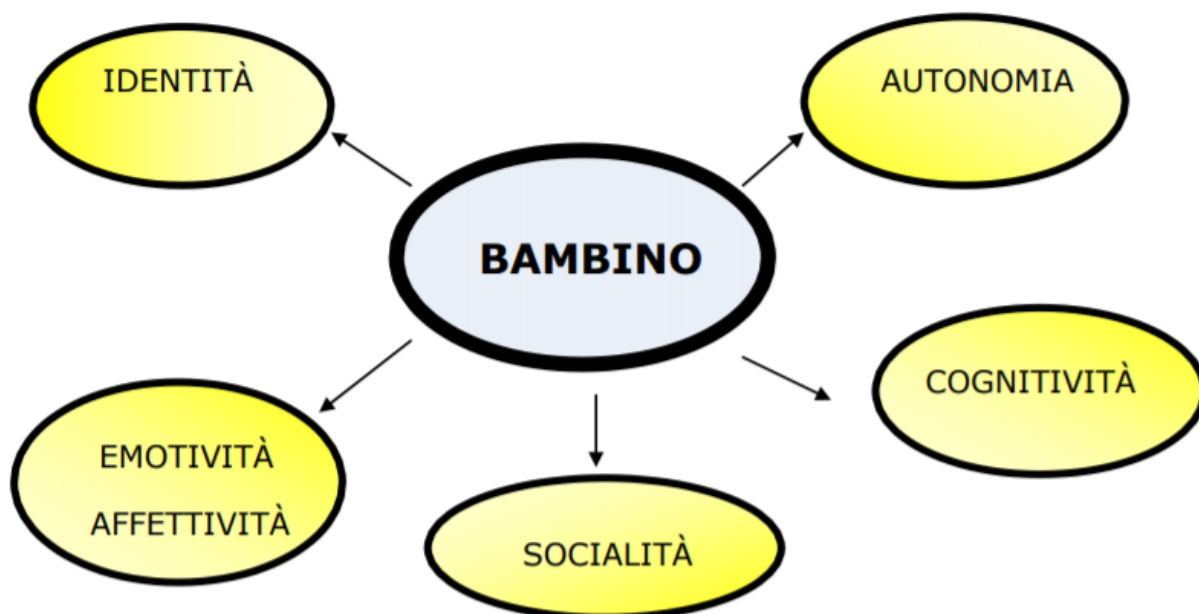 IDENTITÀ
AUTONOMIA
BAMBINO
COGNITIVITÀ
EMOTIVITÀ
AFFETTIVITÀ
SOCIALITÀ